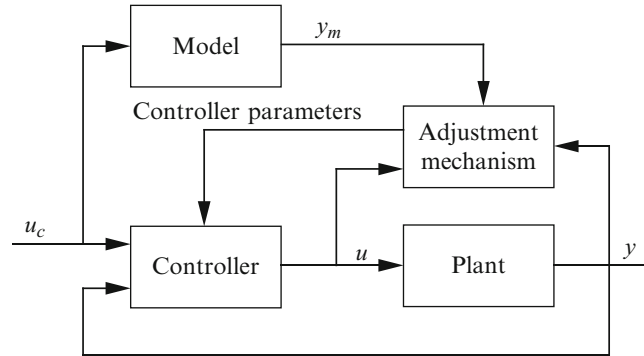 Model
y_m
Controller parameters
Adjustment
mechanism
u_c
Controller
u
Plant
y